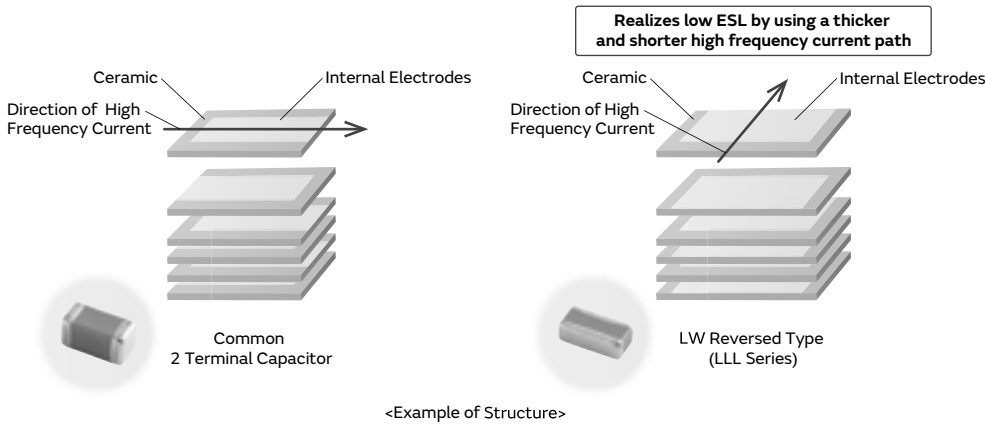 Realizes low ESL by using a thicker
and shorter high frequency current path
Ceramic
Internal Electrodes
Direction of High
Frequency Current
Common
2 Terminal Capacitor
Ceramic
Internal Electrodes
Direction of High
Frequency Current
LW Reversed Type
(LLL Series)
<Example of Structure>